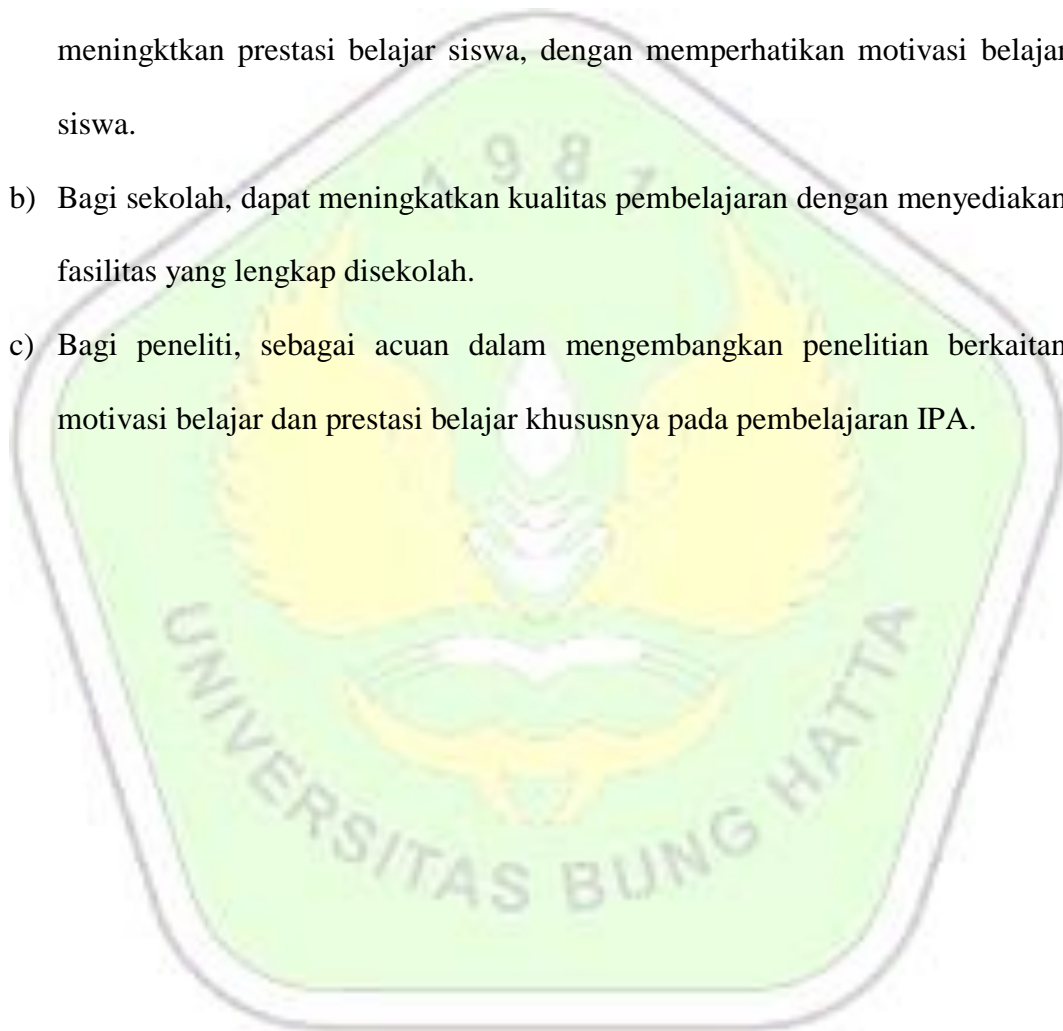 meningktkan prestasi belajar siswa, dengan memperhatikan motivasi belajar
siswa.
b) Bagi sekolah, dapat meningkatkan kualitas pembelajaran dengan menyediakan
fasilitas yang lengkap disekolah.
c) Bagi peneliti, sebagai acuan dalam mengembangkan penelitian berkaitan
motivasi belajar dan prestasi belajar khususnya pada pembelajaran IPA.
1981
UNIVERSITAS BUNG HATTA